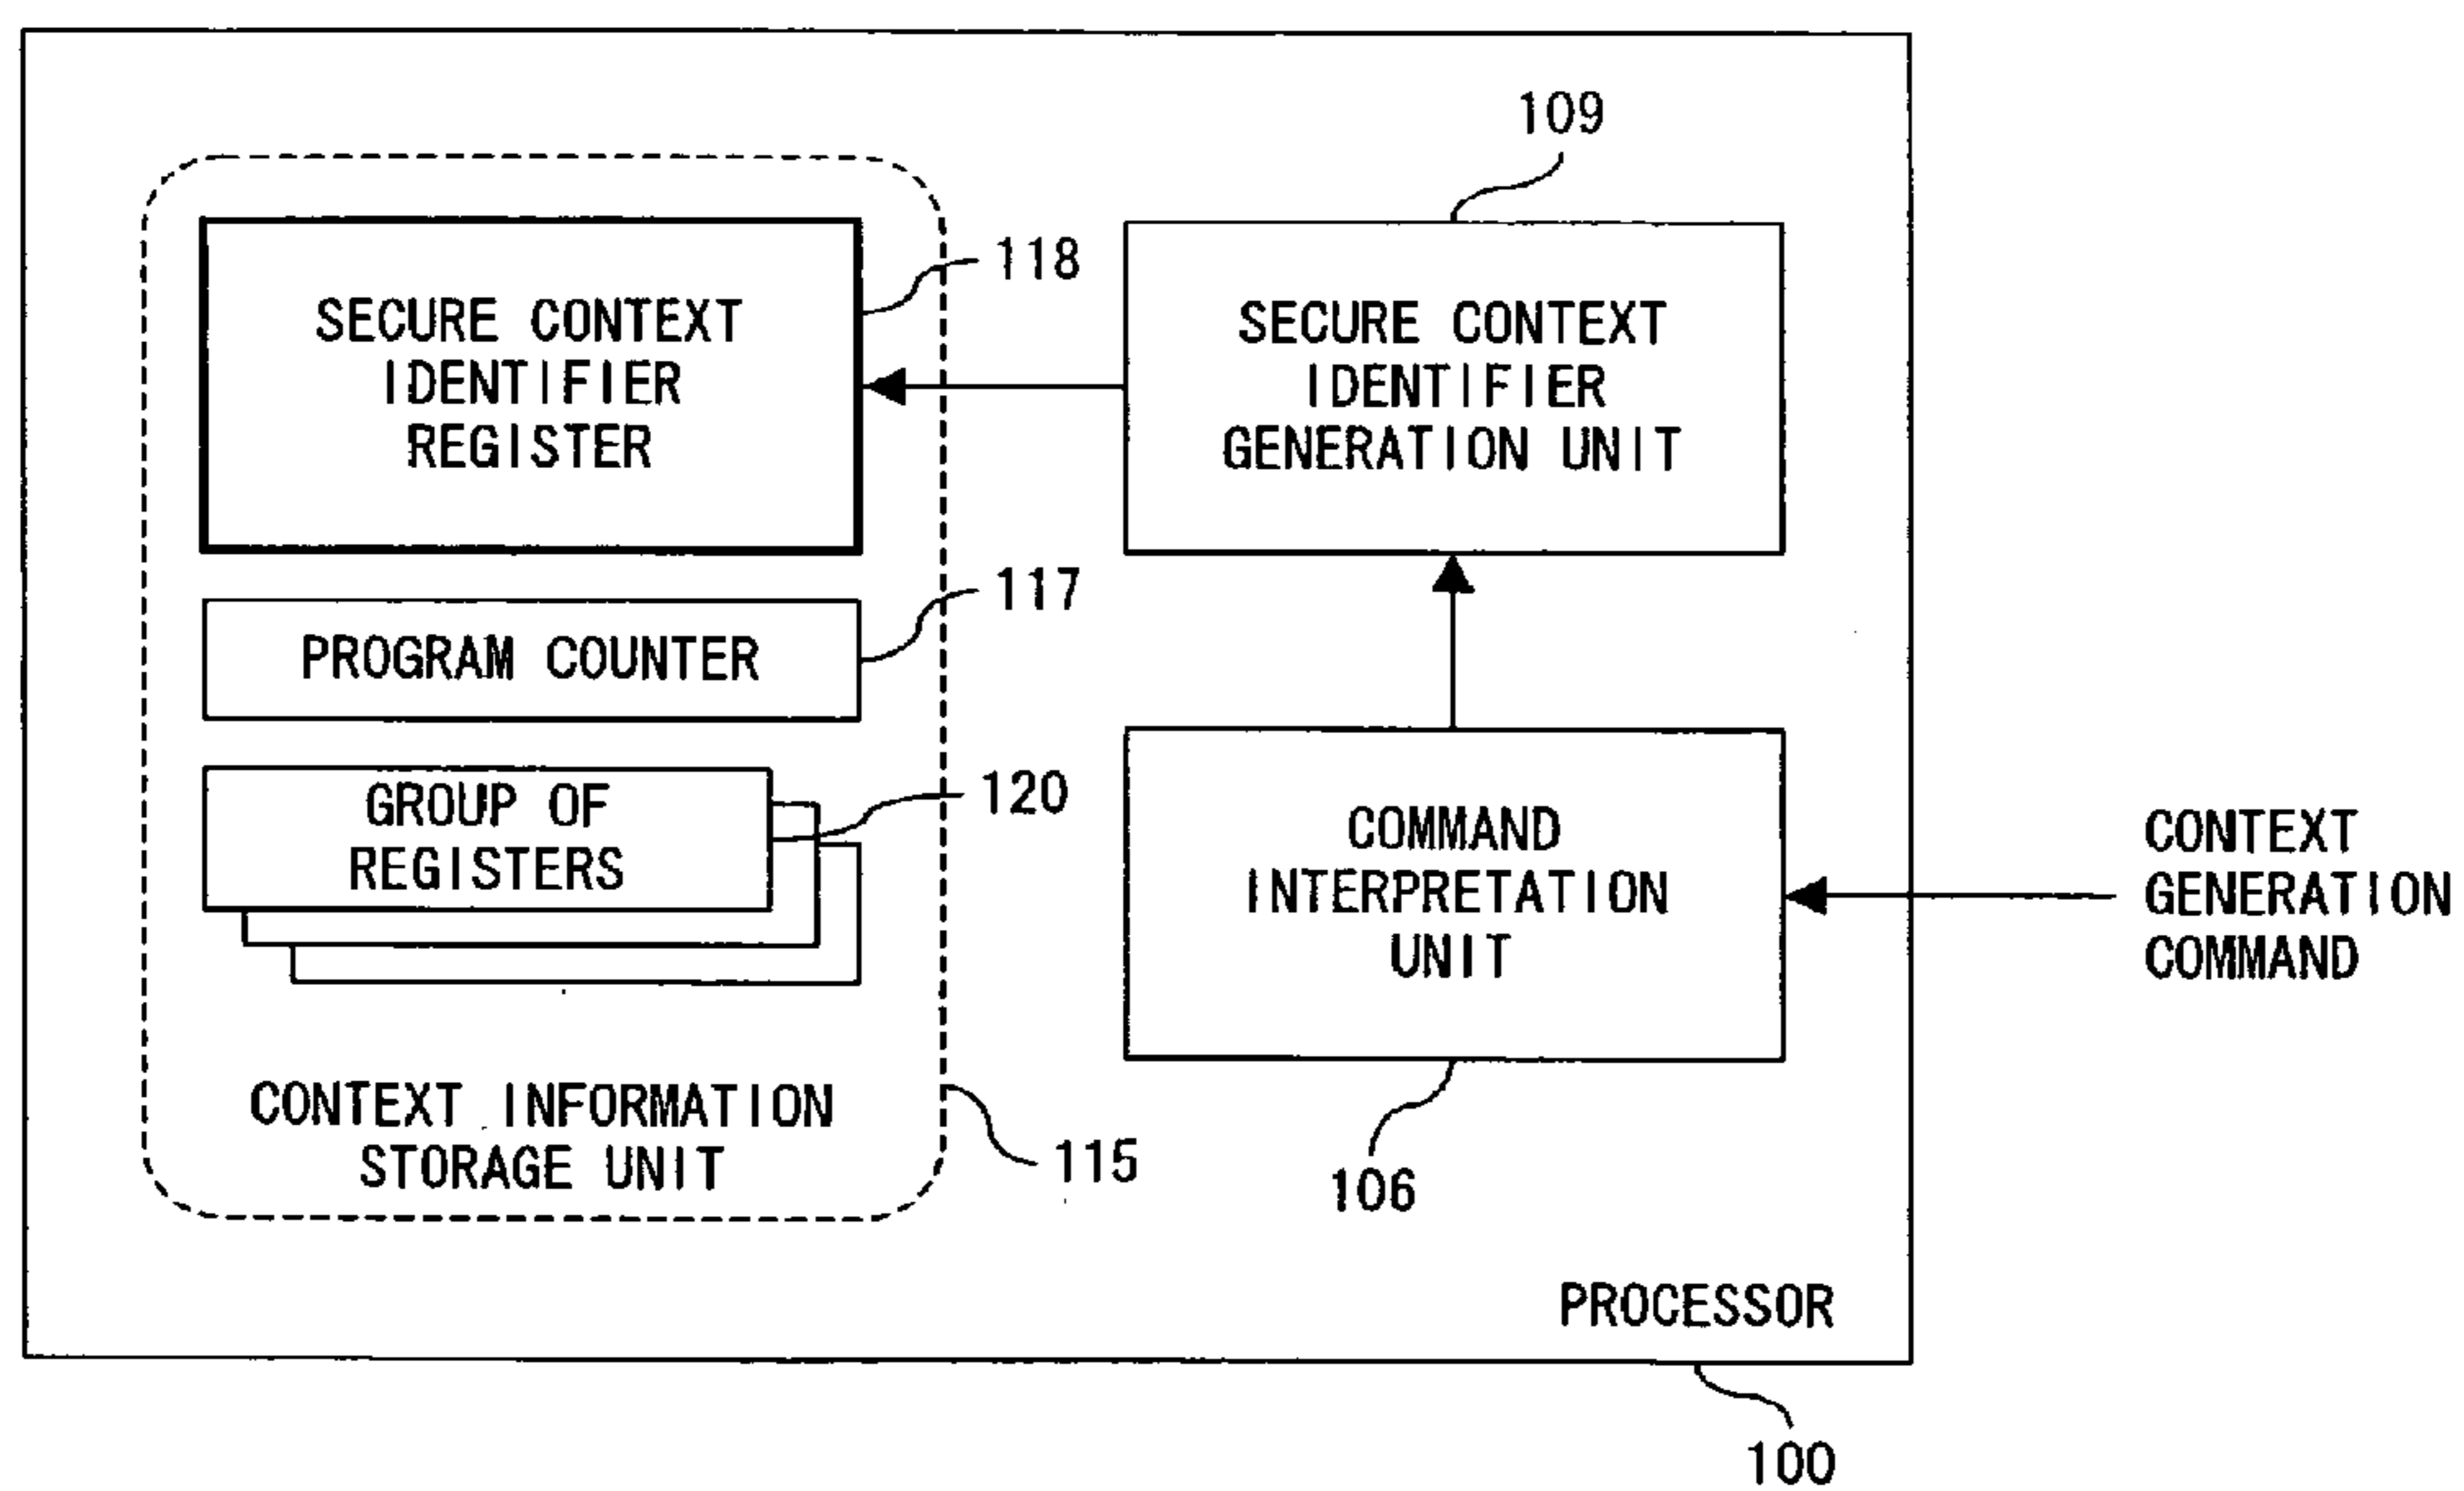 109
118
SECURE CONTEXT
IDENTIFIER
REGISTER
SECURE CONTEXT
IDENTIFIER
GENERATION UNIT
117
PROGRAM COUNTER
120
GROUP OF
REGISTERS
COMMAND
INTERPRETATION
UNIT
CONTEXT
GENERATION
COMMAND
CONTEXT INFORMATION
STORAGE UNIT
115
106
PROCESSOR
100